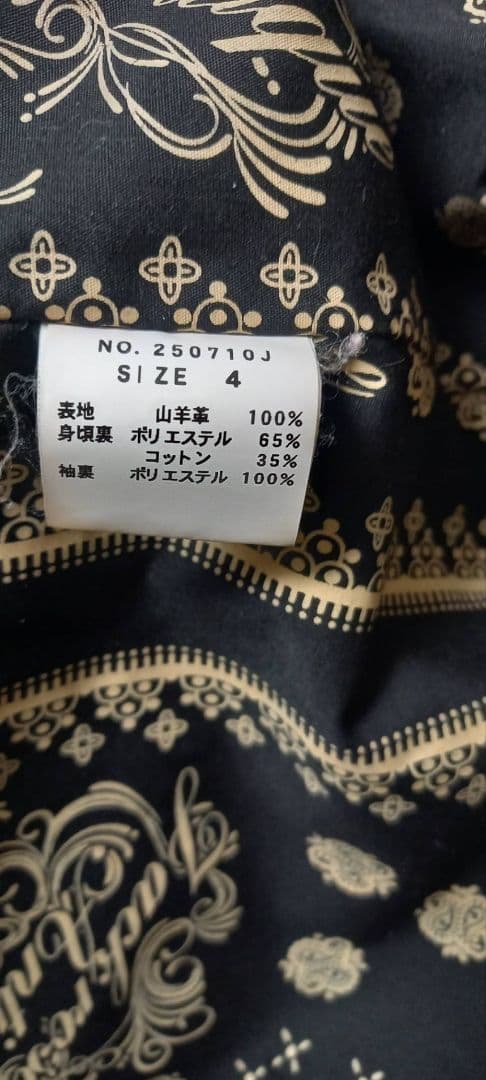 NO. 250710J
SIZE 4
表地 山羊革 100%
身頃裏 ポリエステル 65%
コットン 35%
袖裏 ポリエステル 100%